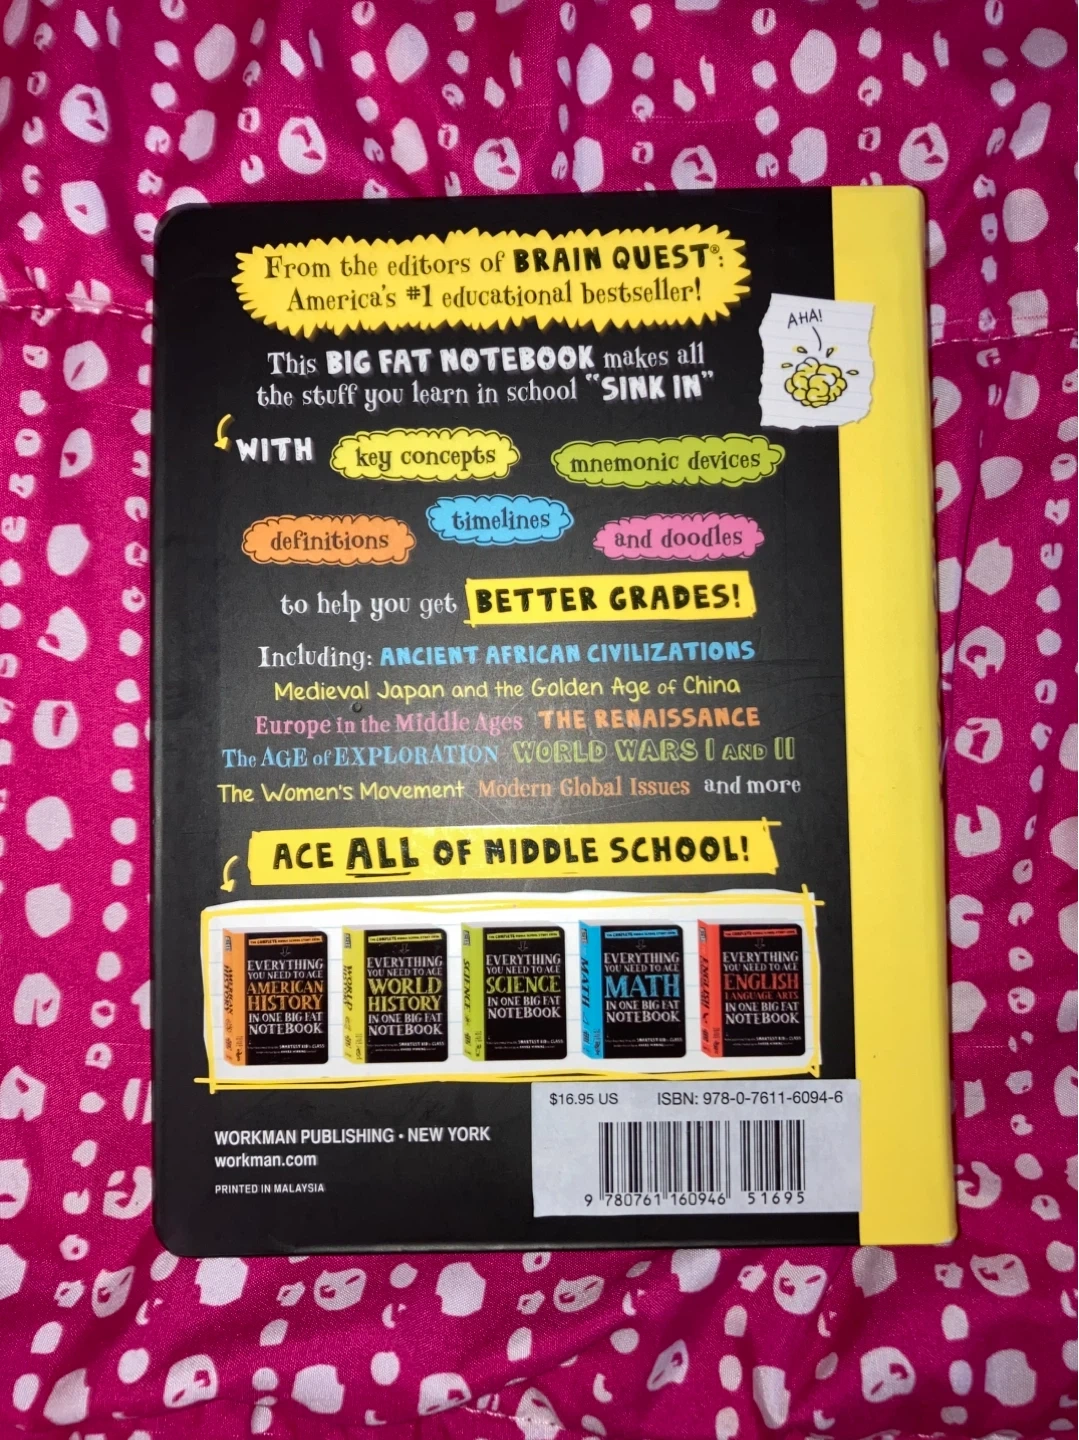 From the editors of BRAIN QUEST®:
America's #1 educational bestseller!
AHA!
This BIG FAT NOTEBOOK makes all
the stuff you learn in school "SINK IN"
WITH key concepts mnemonic devices
definitions timelines and doodles
to help you get BETTER GRADES!
Including: ANCIENT AFRICAN CIVILIZATIONS
Medieval Japan and the Golden Age of China
Europe in the Middle Ages THE RENAISSANCE
The AGE of EXPLORATION WORLD WARS I AND II
The Women's Movement Modern Global Issues and more
ACE ALL OF MIDDLE SCHOOL!
EVERYTHING
YOU NEED TO ACE
AMERICAN
HISTORY
IN ONE BIG FAT
NOTEBOOK
EVERYTHING
YOU NEED TO ACE
WORLD
HISTORY
IN ONE BIG FAT
NOTEBOOK
SCIENCE
EVERYTHING
YOU NEED TO ACE
SCIENCE
IN ONE BIG FAT
NOTEBOOK
MATH
EVERYTHING
YOU NEED TO ACE
MATH
IN ONE BIG FAT
NOTEBOOK
ENGLISH
EVERYTHING
YOU NEED TO ACE
ENGLISH
LANGUAGE ARTS
IN ONE BIG FAT
NOTEBOOK
$16.95 US ISBN: 978-0-7611-6094-6
9 780761 160946 51695
WORKMAN PUBLISHING • NEW YORK
workman.com
PRINTED IN MALAYSIA